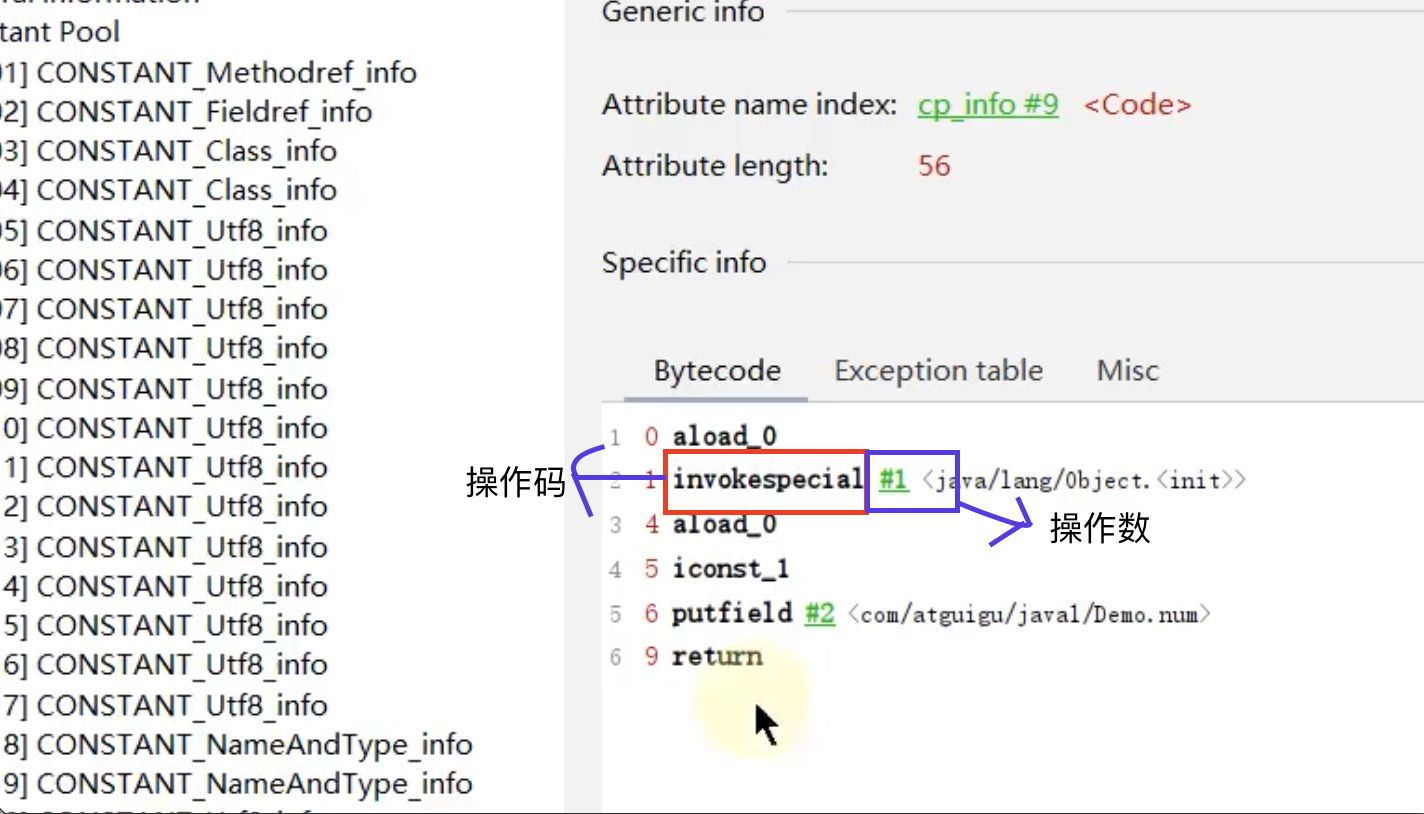 Generic info
tant Pool
01] CONSTANT_Methodref_info
02] CONSTANT_Fieldref_info
03] CONSTANT_Class_info
04] CONSTANT_Class_info
05] CONSTANT_Utf8_info
06] CONSTANT_Utf8_info
07] CONSTANT_Utf8_info
08] CONSTANT_Utf8_info
09] CONSTANT_Utf8_info
0] CONSTANT_Utf8_info
1] CONSTANT_Utf8_info
2] CONSTANT_Utf8_info
3] CONSTANT_Utf8_info
4] CONSTANT_Utf8_info
5] CONSTANT_Utf8_info
6] CONSTANT_Utf8_info
7] CONSTANT_Utf8_info
8] CONSTANT_NameAndType_info
9] CONSTANT_NameAndType_info
Attribute name index: cp_info #9 <Code>
Attribute length: 56
Specific info
Bytecode Exception table Misc
1 0 aload_0
操作码
2 1 invokespecial #1 <java/lang/Object.<init>>
操作数
3 4 aload_0
4 5 iconst_1
5 6 putfield #2 <com/atguigu/java1/Demo.num>
6 9 return